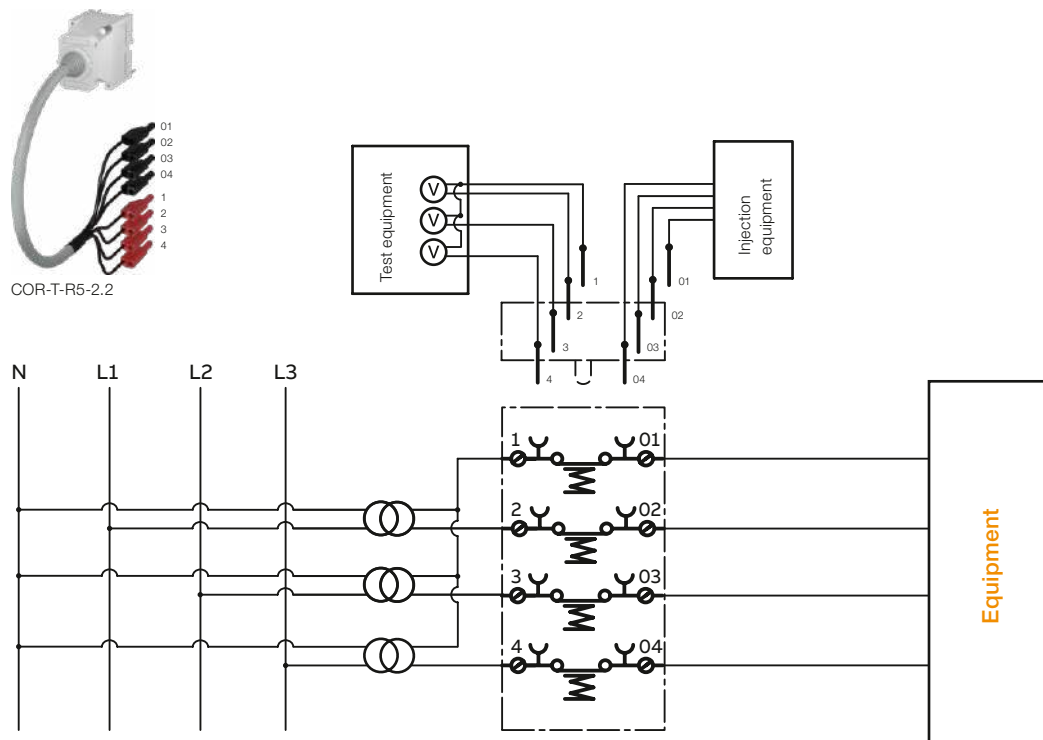 01
02
03
04
1
2
3
4
COR-T-R5-2.2
Test equipment
V
V
V
Injection
equipment
1
01
2
02
3
03
4
04
N L1 L2 L3
1 01
2 02
3 03
4 04
Equipment